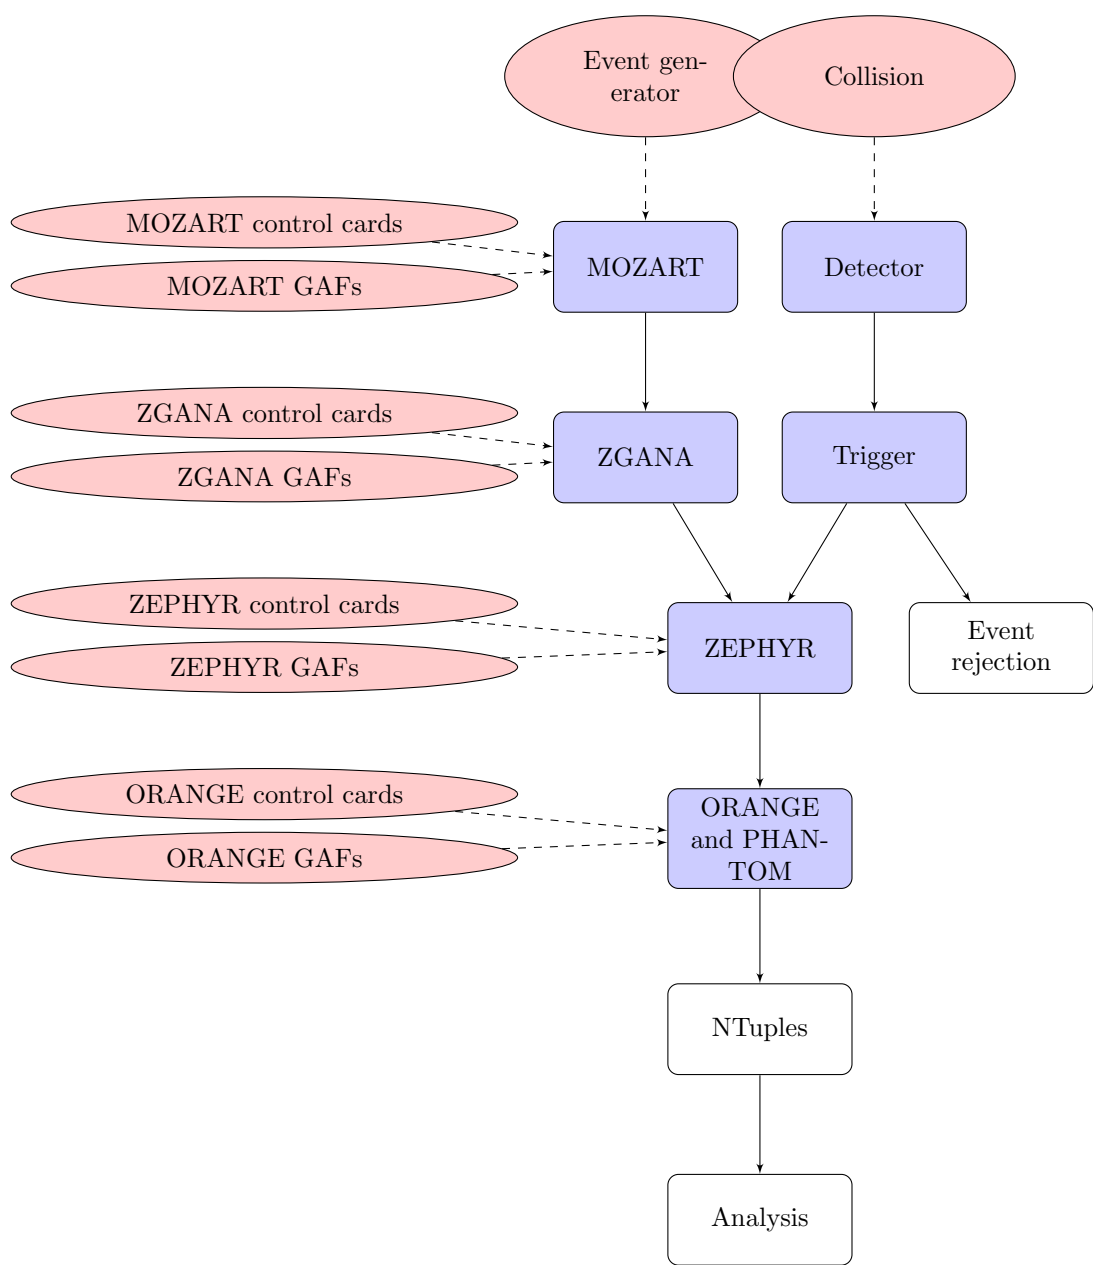 Event gen-
erator
Collision
MOZART control cards
MOZART GAFs
MOZART
Detector
ZGANA control cards
ZGANA GAFs
ZGANA
Trigger
ZEPHYR control cards
ZEPHYR GAFs
ZEPHYR
Event
rejection
ORANGE control cards
ORANGE GAFs
ORANGE
and PHAN-
TOM
NTuples
Analysis